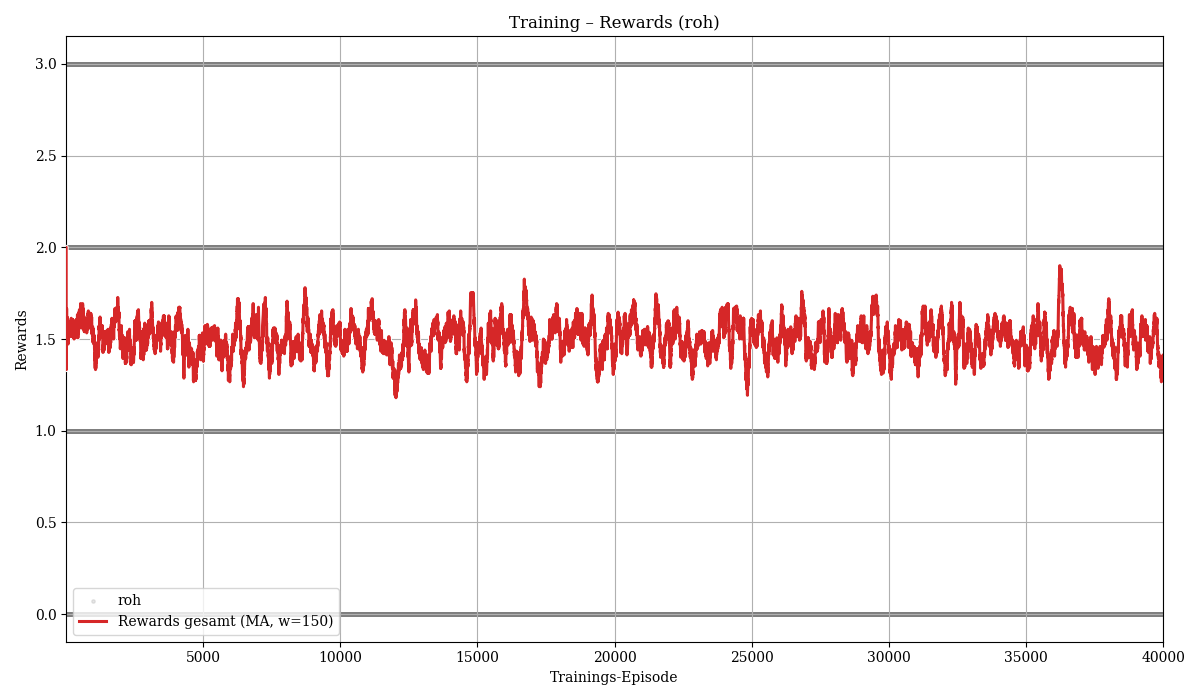 Training – Rewards (roh)
3.0
2.5
2.0
1.5
1.0
0.5
0.0
Rewards
roh
Rewards gesamt (MA, w=150)
5000 10000 15000 20000 25000 30000 35000 40000
Trainings-Episode